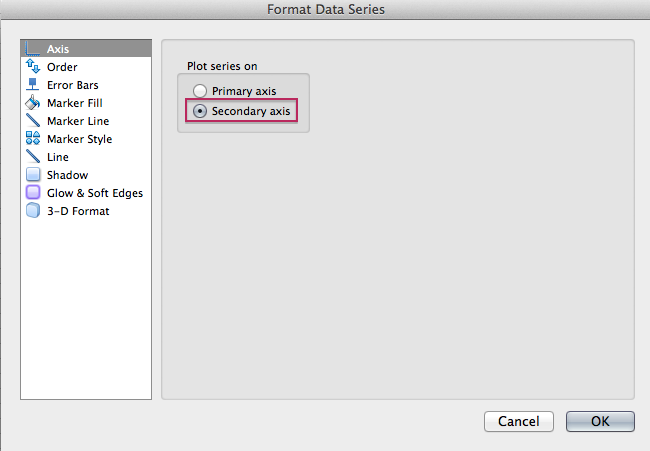 Format Data Series
Axis
Order
Error Bars
Marker Fill
Marker Line
Marker Style
Line
Shadow
Glow & Soft Edges
3-D Format
Plot series on
Primary axis
Secondary axis
Cancel
OK